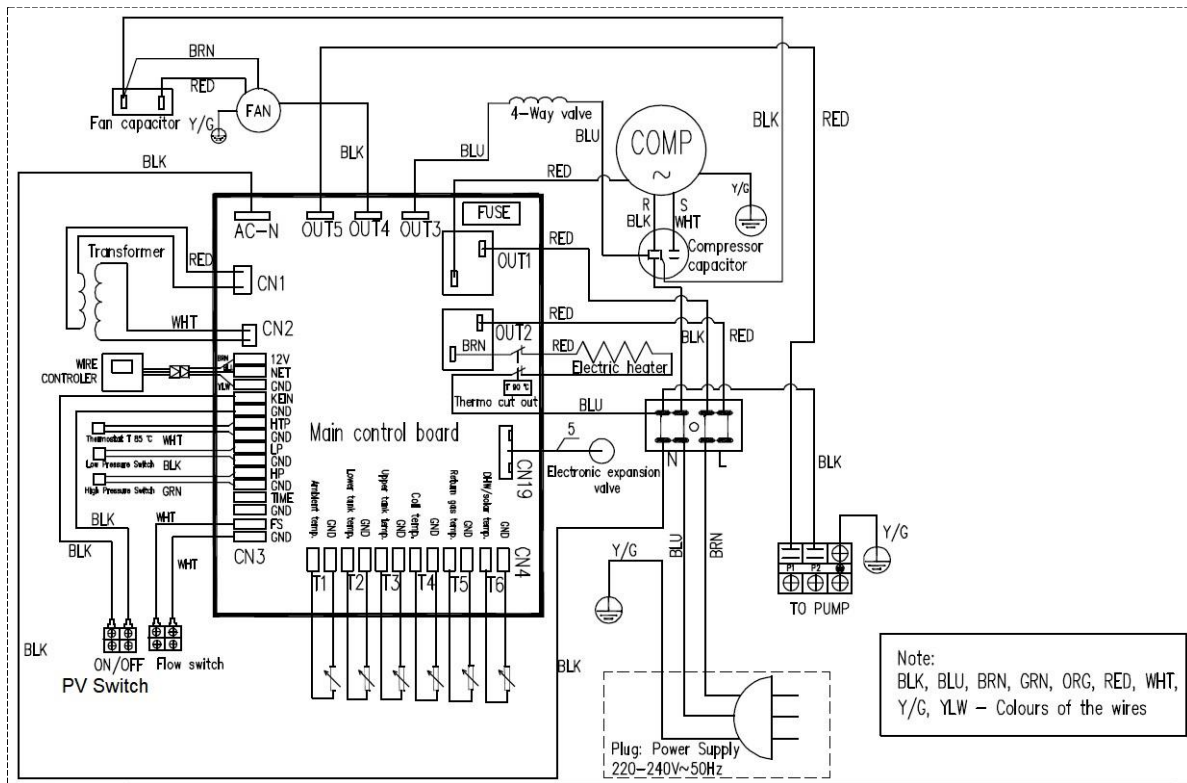 BRN
RED
FAN
Fan capacitor
Y/G
BLK
BLK
BLU
4-Way valve
BLU
COMP
~
BLK
RED
RED
Y/G
R
S
BLK
WHT
Compressor
capacitor
AC-N
OUT5
OUT4
OUT3
FUSE
OUT1
RED
Transformer
RED
CN1
WHT
CN2
OUT2
RED
BRN
RED
BLK
RED
Electric heater
T 90 ℃
Thermo cut out
BLU
WIRE
CONTROLER
BRN
BLU
YLW
12V
NET
GND
KEIN
GND
HTP
GND
LP
GND
HP
GND
TIME
GND
FS
GND
CN3
Thermostat T 85 ℃
WHT
Low Pressure Switch
BLK
High Pressure Switch
GRN
Main control board
CN19
5
Electronic expansion
valve
N
L
BLK
BLK
BLK
WHT
WHT
Ambient temp.
GND
Lower tank temp.
GND
Upper tank temp.
GND
Coil temp.
GND
Return gas temp.
GND
DHW/solar temp.
GND
CN4
T1
T2
T3
T4
T5
T6
Y/G
BLU
BRN
Y/G
P1
P2
TO PUMP
ON/OFF
PV Switch
Flow switch
BLK
BLK
Plug: Power Supply
220-240V~50Hz
Note:
BLK, BLU, BRN, GRN, ORG, RED, WHT,
Y/G, YLW - Colours of the wires